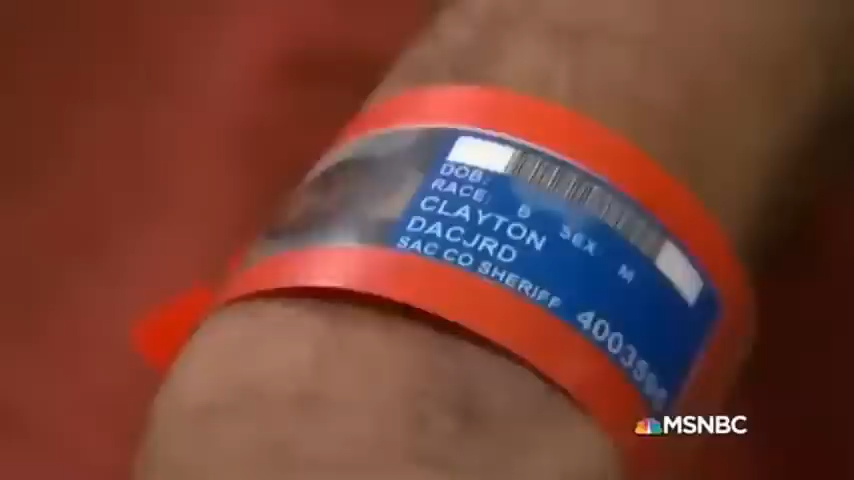 DOB:
RACE: B SEX M
CLAYTON
DACJRD
SAC CO SHERIFF
MSNBC